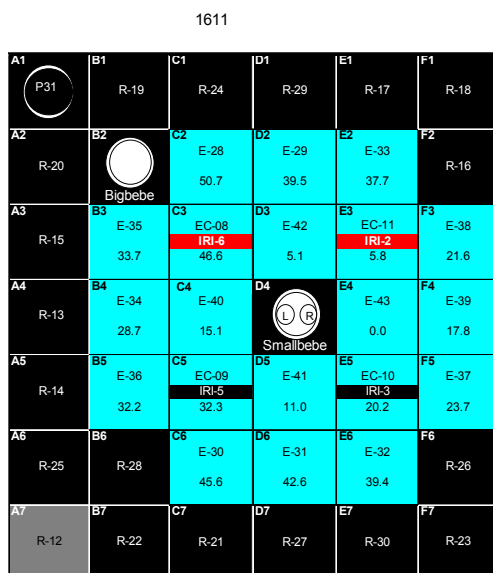 1611
A1 B1 C1 D1 E1 F1
P31 R-19 R-24 R-29 R-17 R-18
A2 B2 C2 D2 E2 F2
R-20 E-28 E-29 E-33 R-16
50.7 39.5 37.7
Bigbebe
A3 B3 C3 D3 E3 F3
R-15 E-35 EC-08 E-42 EC-11 E-38
IRI-6 IRI-2
33.7 46.6 5.1 5.8 21.6
A4 B4 C4 D4 E4 F4
R-13 E-34 E-40 L R E-43 E-39
28.7 15.1 Smallbebe 0.0 17.8
A5 B5 C5 D5 E5 F5
R-14 E-36 EC-09 E-41 EC-10 E-37
IRI-5 IRI-3
32.2 32.3 11.0 20.2 23.7
A6 B6 C6 D6 E6 F6
R-25 R-28 E-30 E-31 E-32 R-26
45.6 42.6 39.4
A7 B7 C7 D7 E7 F7
R-12 R-22 R-21 R-27 R-30 R-23